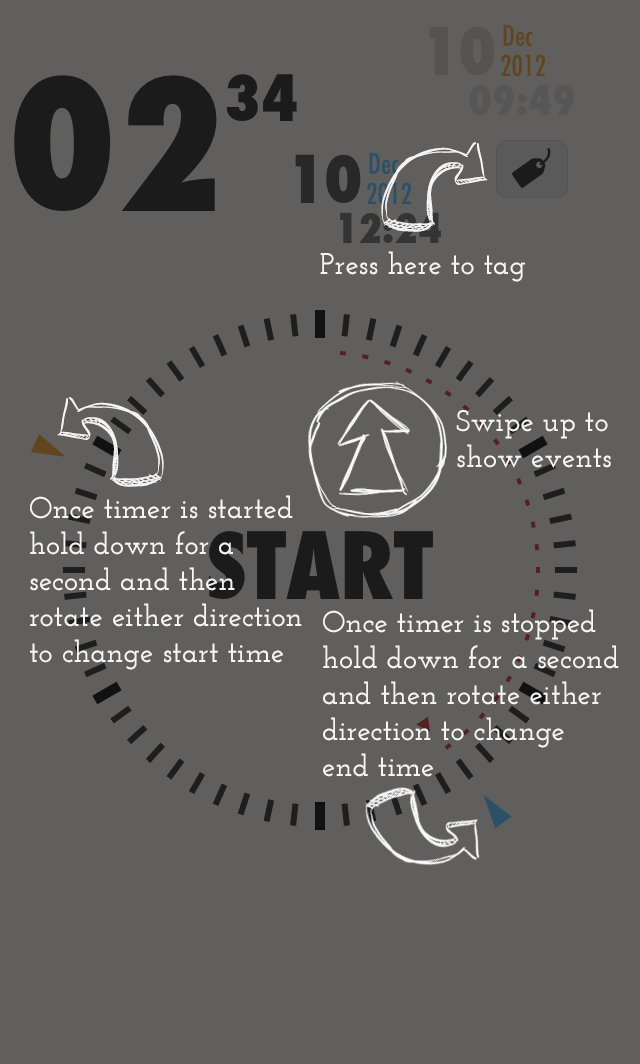 10 Dec
2012
09:49
02 34
10 Dec
2012
12:24
Press here to tag
Swipe up to
show events
Once timer is started
hold down for a
second and then
rotate either direction
to change start time
START
Once timer is stopped
hold down for a second
and then rotate either
direction to change
end time